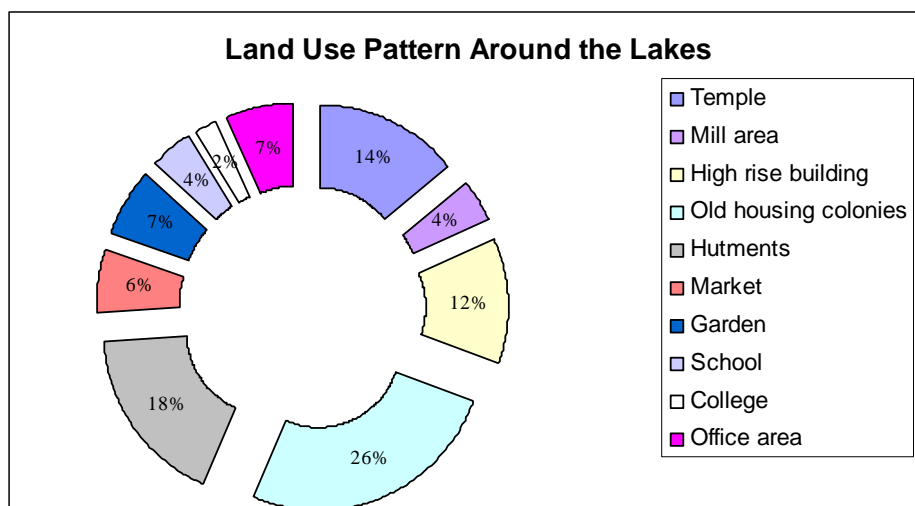 Land Use Pattern Around the Lakes
14%
4%
12%
26%
18%
6%
7%
4%
2%
7%
Temple
Mill area
High rise building
Old housing colonies
Hutments
Market
Garden
School
College
Office area